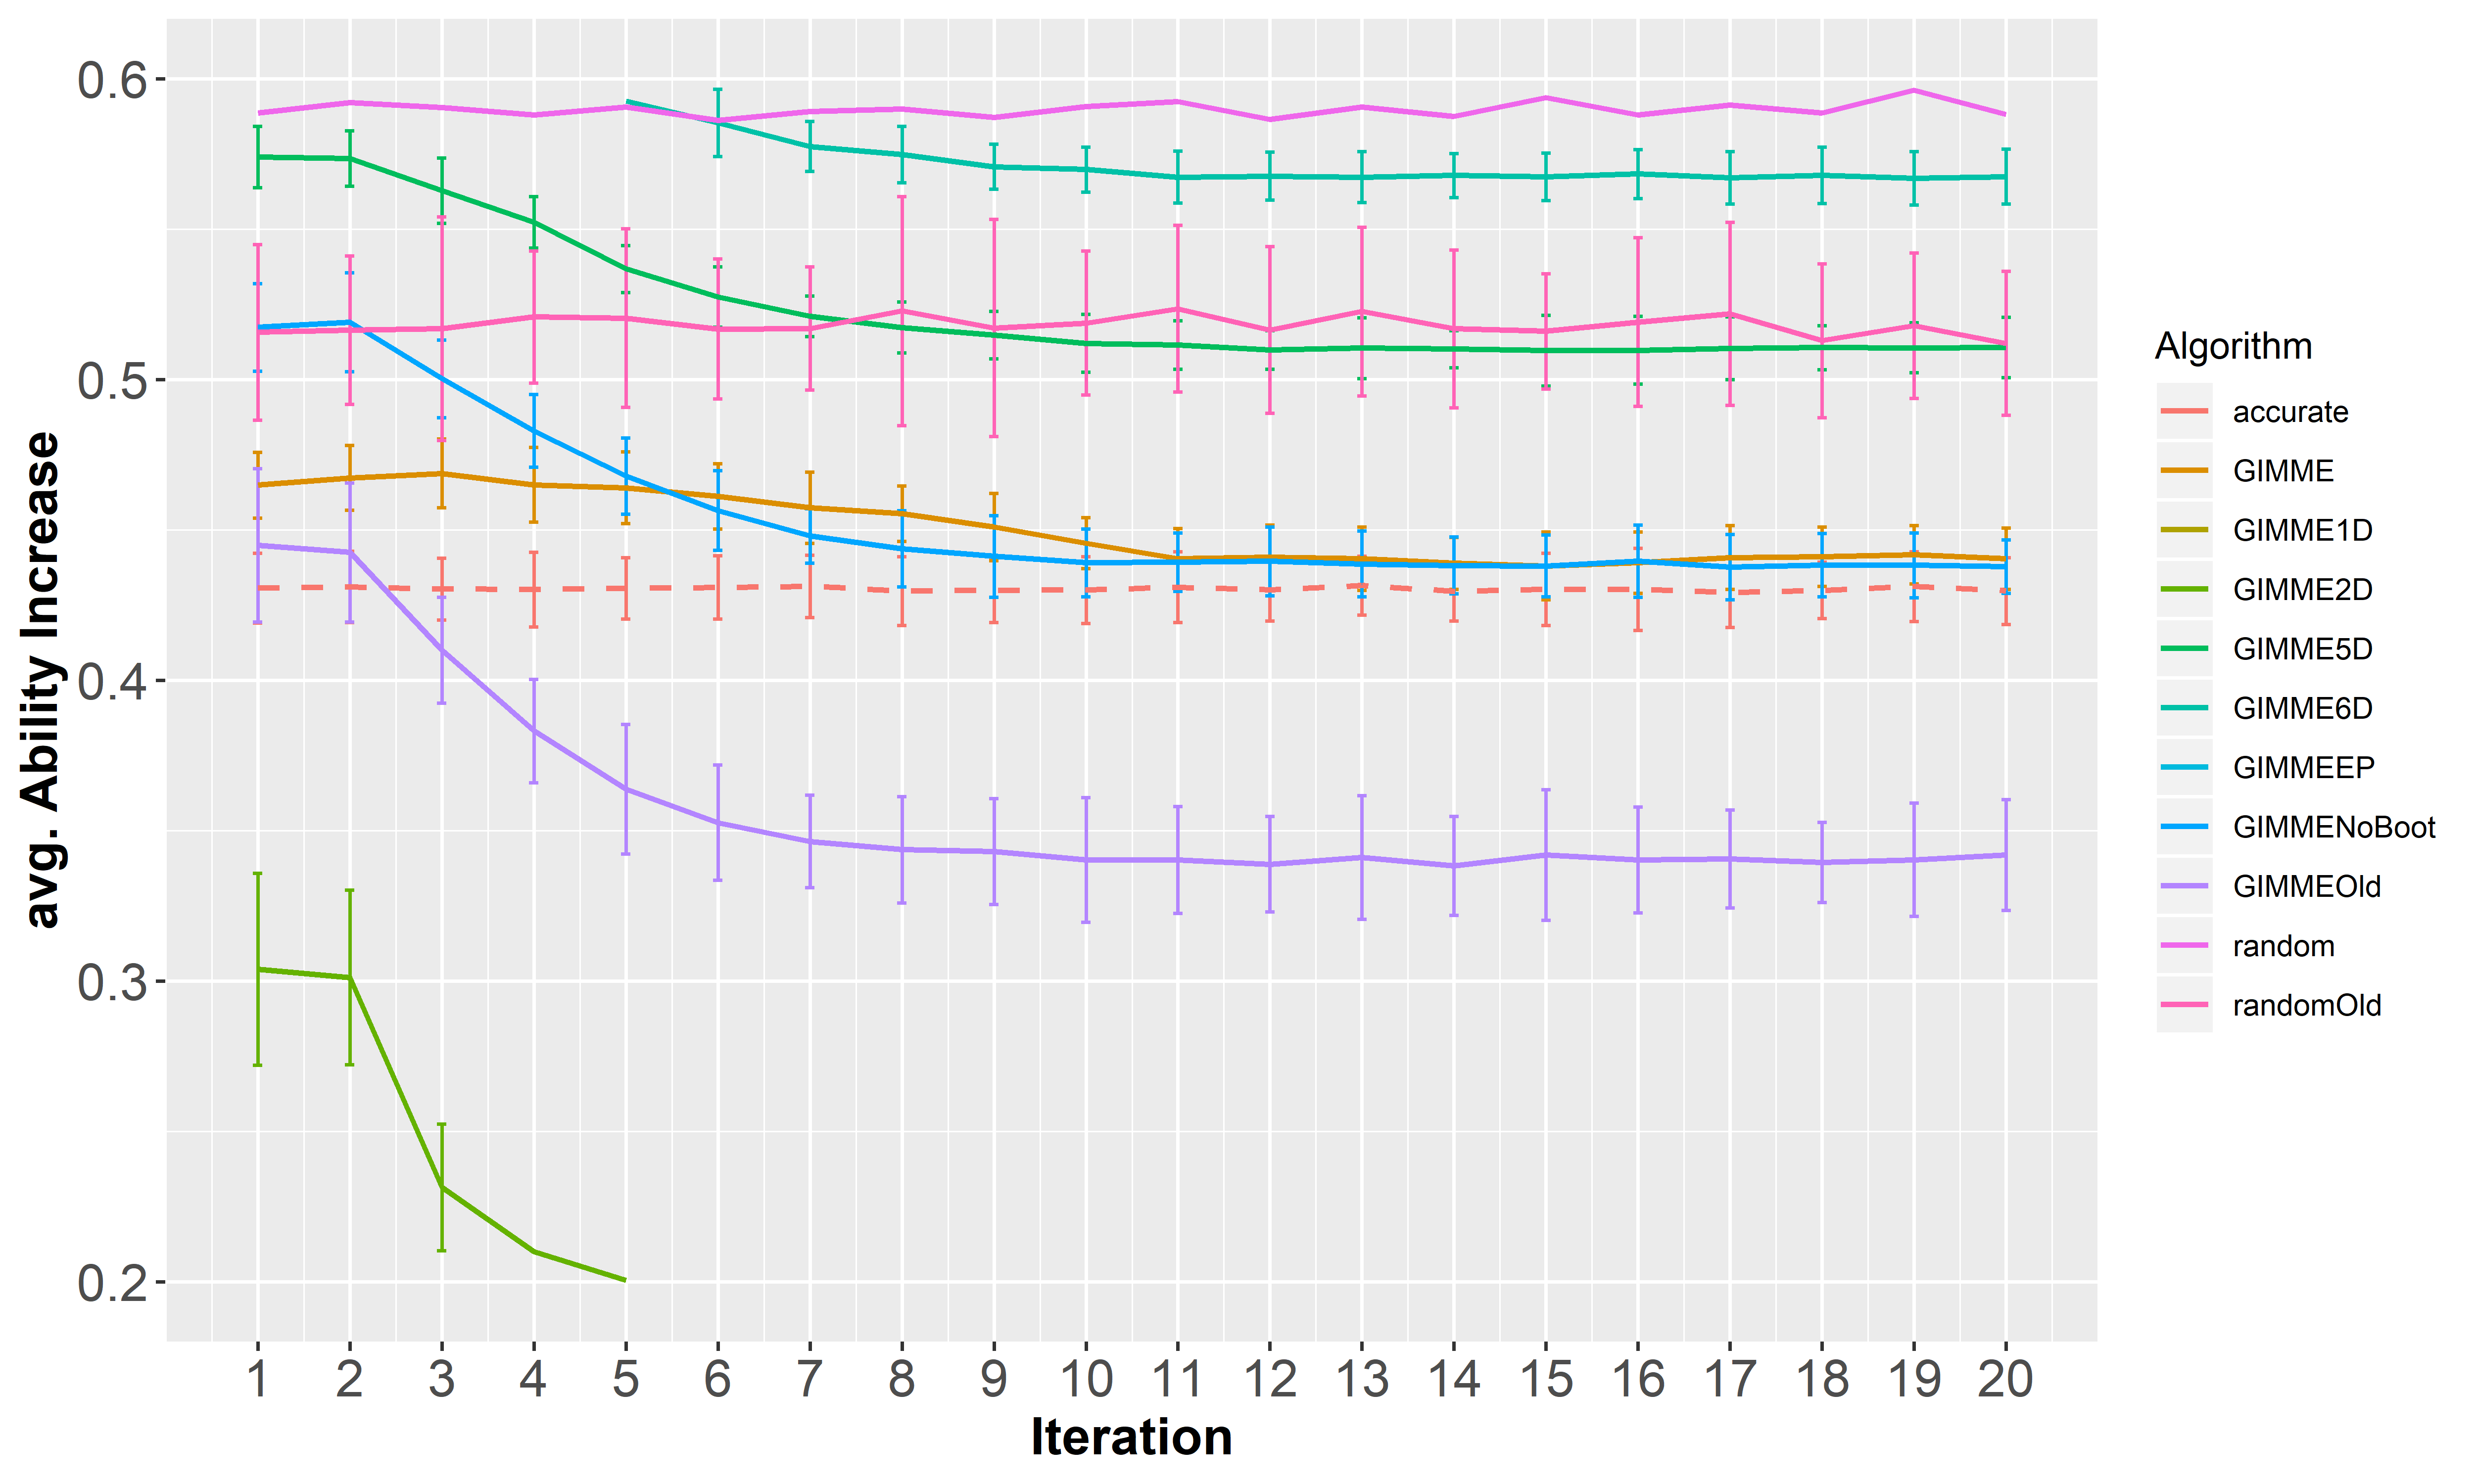 0.6
0.5
0.4
0.3
0.2
avg. Ability Increase
1 2 3 4 5 6 7 8 9 10 11 12 13 14 15 16 17 18 19 20
Iteration
Algorithm
accurate
GIMME
GIMME1D
GIMME2D
GIMME5D
GIMME6D
GIMMEEP
GIMMENoBoot
GIMMEOld
random
randomOld